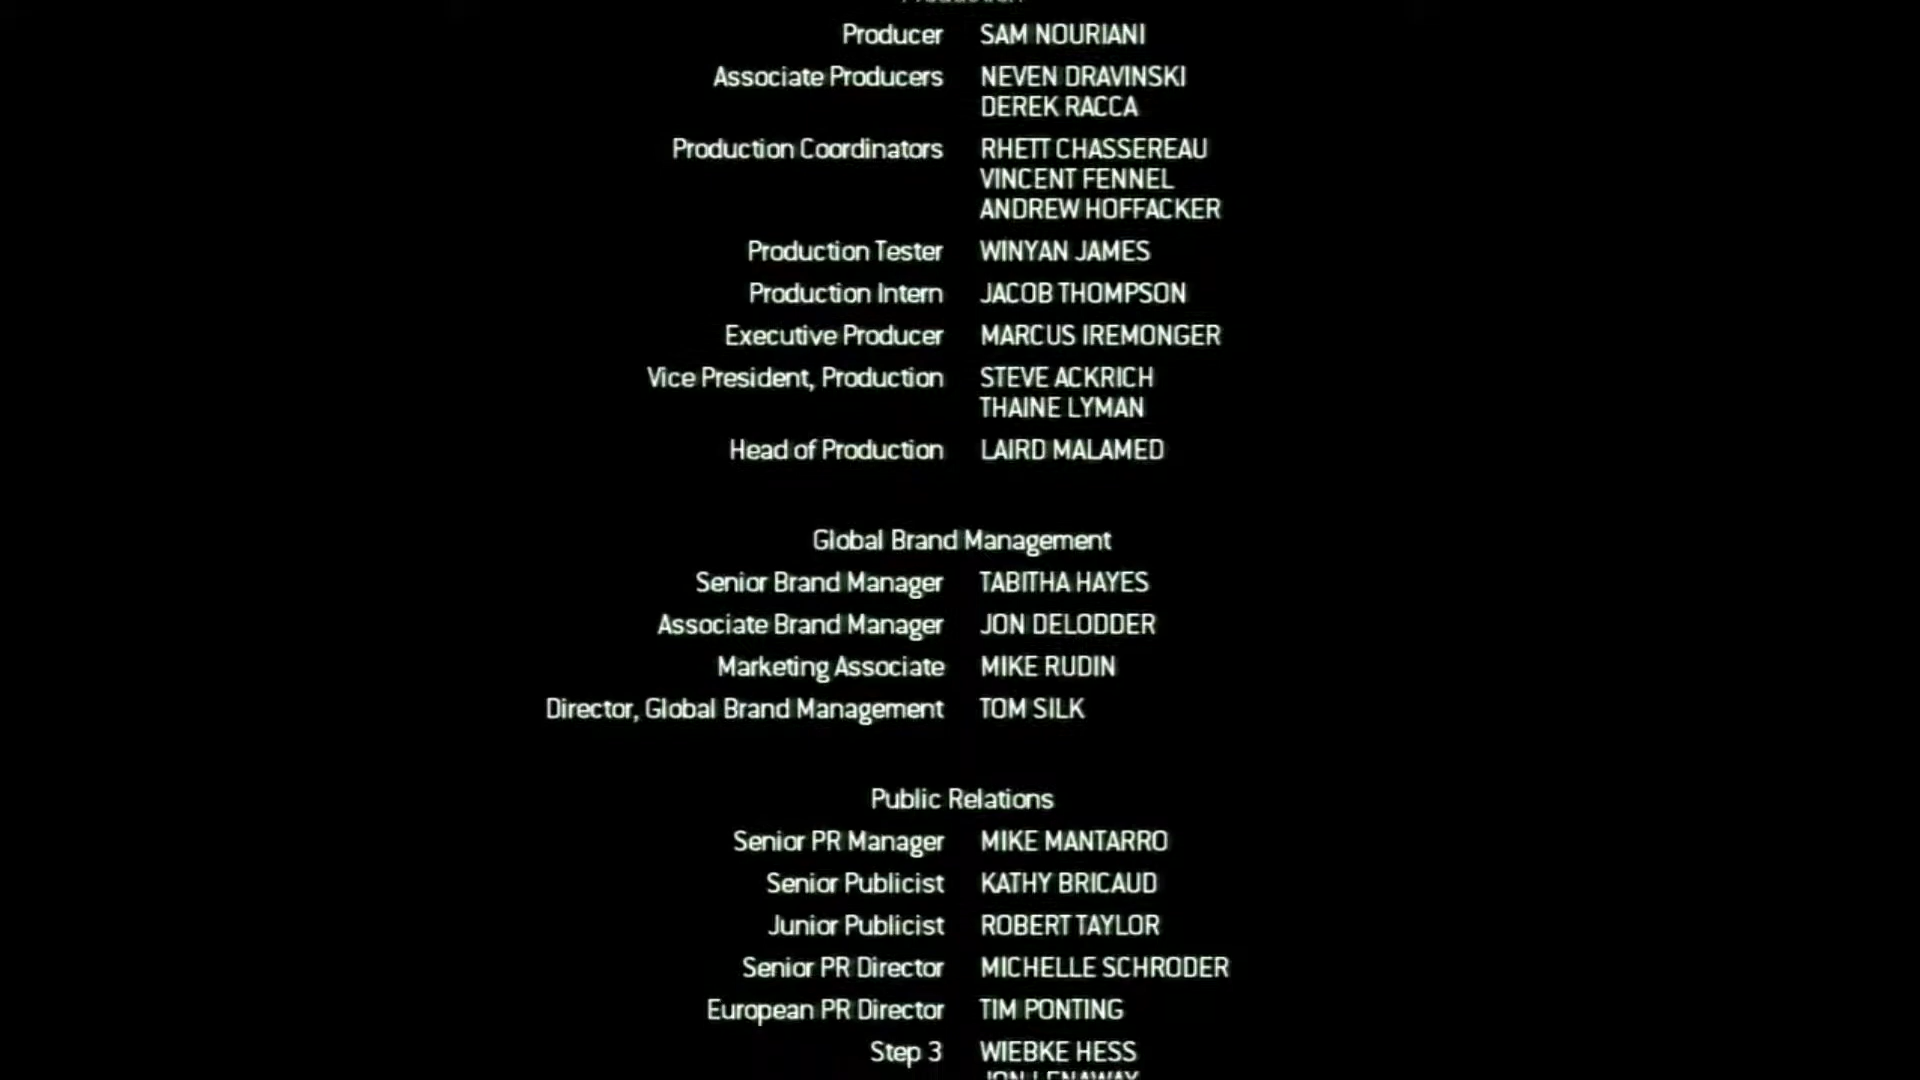 Producer SAM NOURIANI
Associate Producers NEVEN DRAVINSKI
DEREK RACCA
Production Coordinators RHETT CHASSEREAU
VINCENT FENNEL
ANDREW HOFFACKER
Production Tester WINYAN JAMES
Production Intern JACOB THOMPSON
Executive Producer MARCUS IREMONGER
Vice President, Production STEVE ACKRICH
THAINE LYMAN
Head of Production LAIRD MALAMED
Global Brand Management
Senior Brand Manager TABITHA HAYES
Associate Brand Manager JON DELODDER
Marketing Associate MIKE RUDIN
Director, Global Brand Management TOM SILK
Public Relations
Senior PR Manager MIKE MANTARRO
Senior Publicist KATHY BRICAUD
Junior Publicist ROBERT TAYLOR
Senior PR Director MICHELLE SCHRODER
European PR Director TIM PONTING
Step 3 WIEBKE HESS
JON LENAWAY